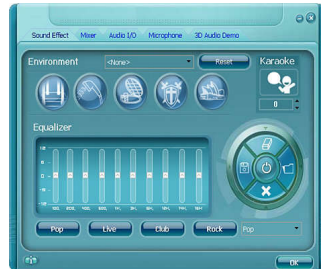 Sound Effect Mixer Audio I/O Microphone 3D Audio Demo
Environment <None> Reset Karaoke
0
Equalizer
Pop Live Club Rock Pop
OK